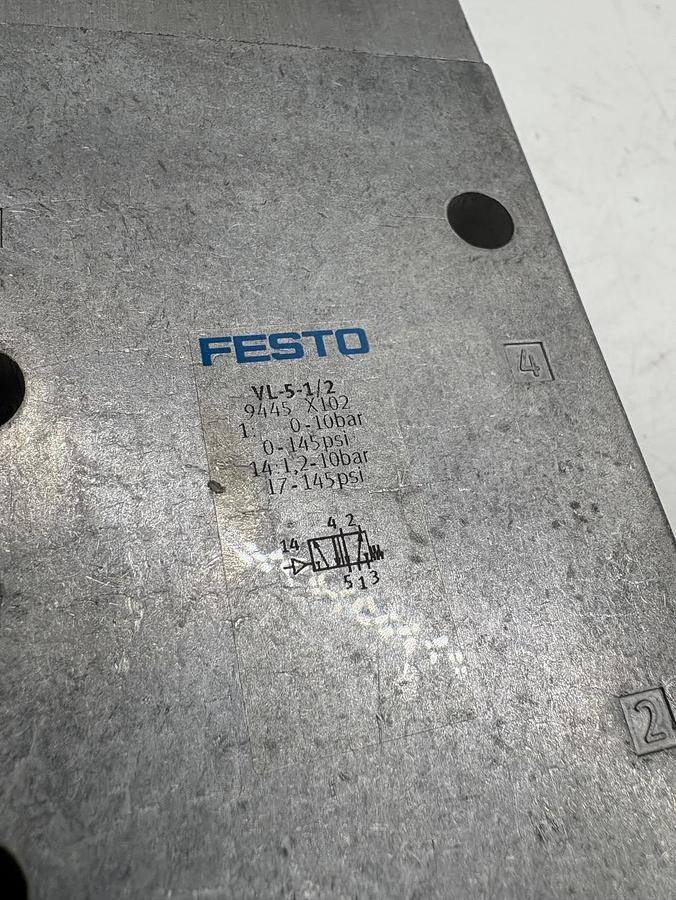 FESTO
4
VL-5-1/2
9445 X102
1: 0-10bar
0-145psi
14:1,2-10bar
17-145psi
4 2
14
5 1 3
2